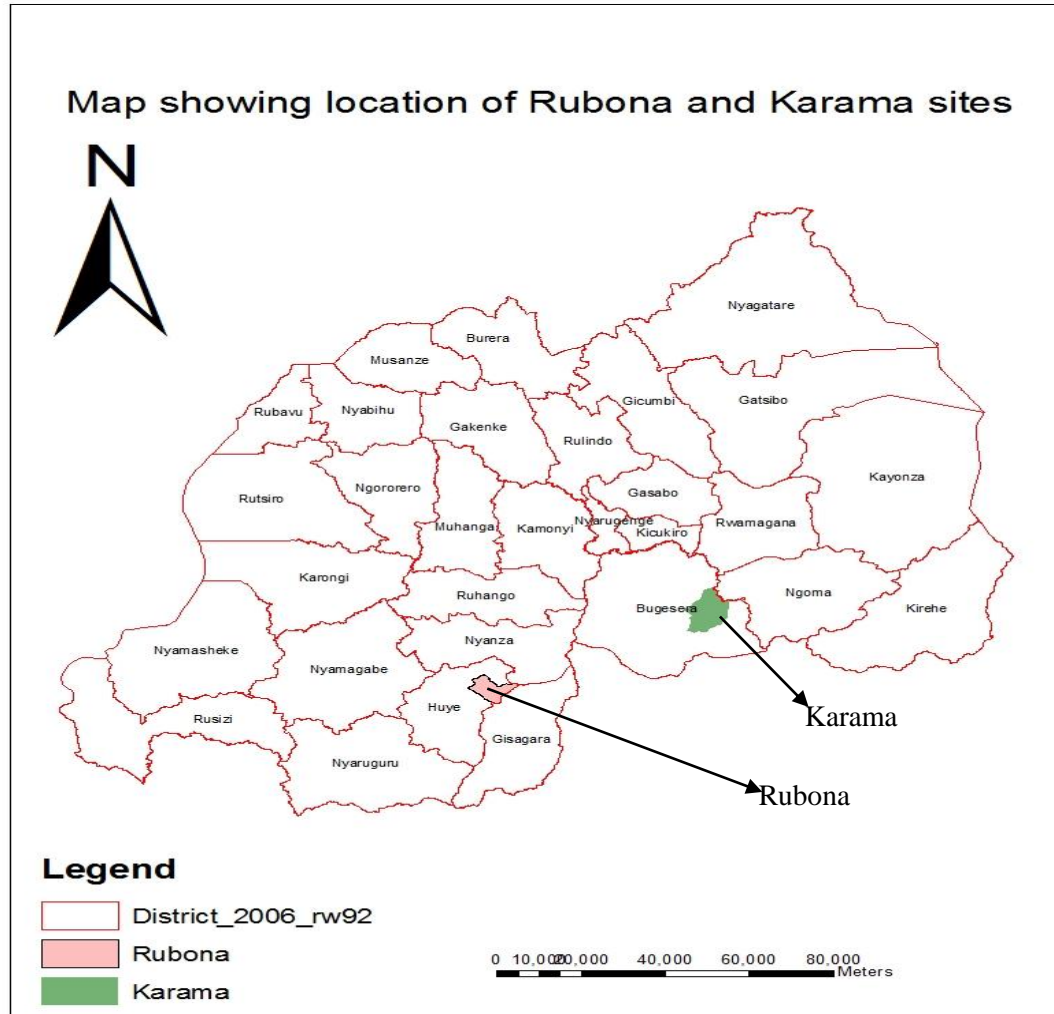 Map showing location of Rubona and Karama sites
N
Nyagatare
Burera
Musanze
Gicumbi
Gatsibo
Rubavu
Nyabihu
Gakenke
Rulindo
Kayonza
Rutsiro
Ngororero
Gasabo
Muhanga
Kamonyi
Nyarugenge
Kicukiro
Rwamagana
Karongi
Ruhango
Bugesera
Ngoma
Kirehe
Nyamasheke
Nyamagabe
Nyanza
Huye
Rusizi
Gisagara
Nyaruguru
Karama
Rubona
Legend
District_2006_rw92
Rubona
Karama
0 10,000 20,000 40,000 60,000 80,000
Meters